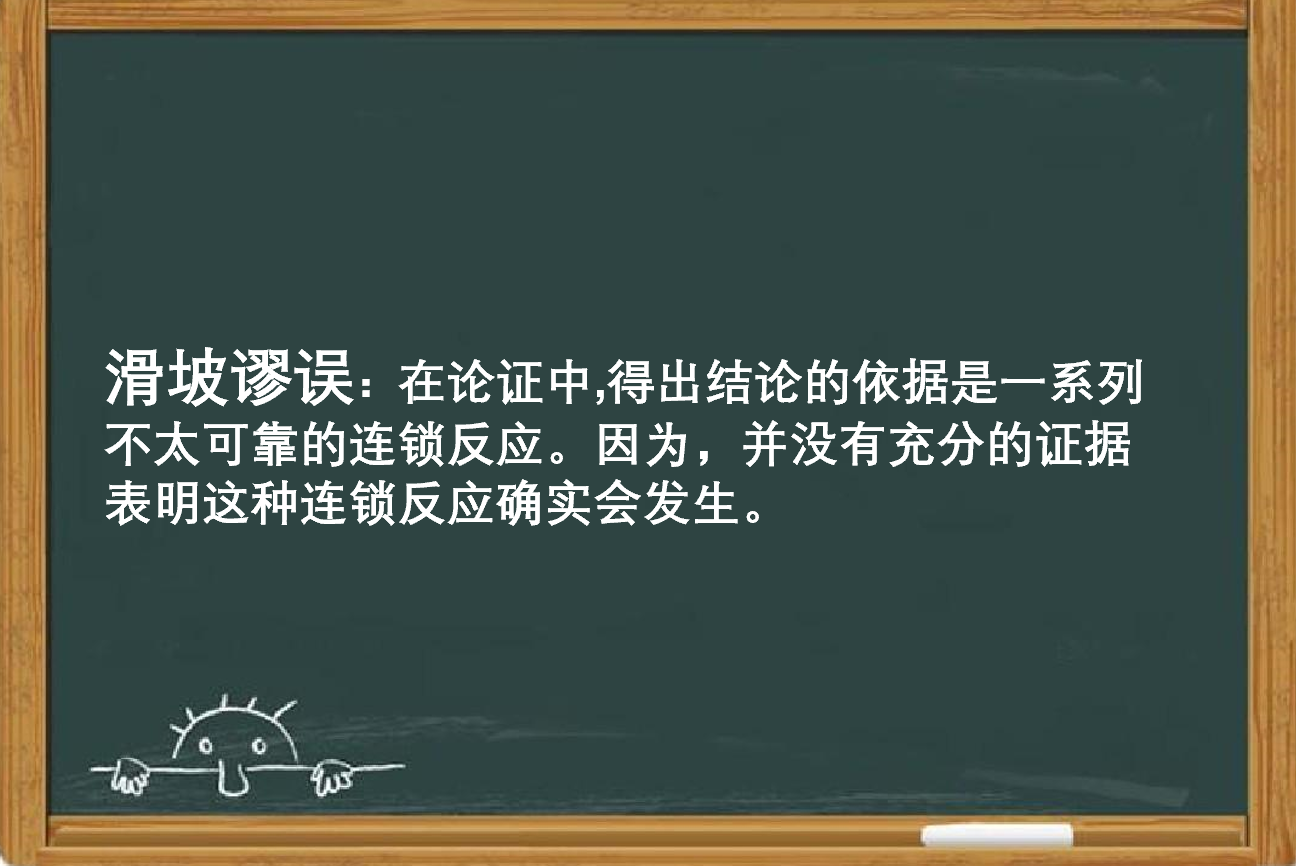 滑坡谬误：在论证中,得出结论的依据是一系列
不太可靠的连锁反应。因为，并没有充分的证据
表明这种连锁反应确实会发生。